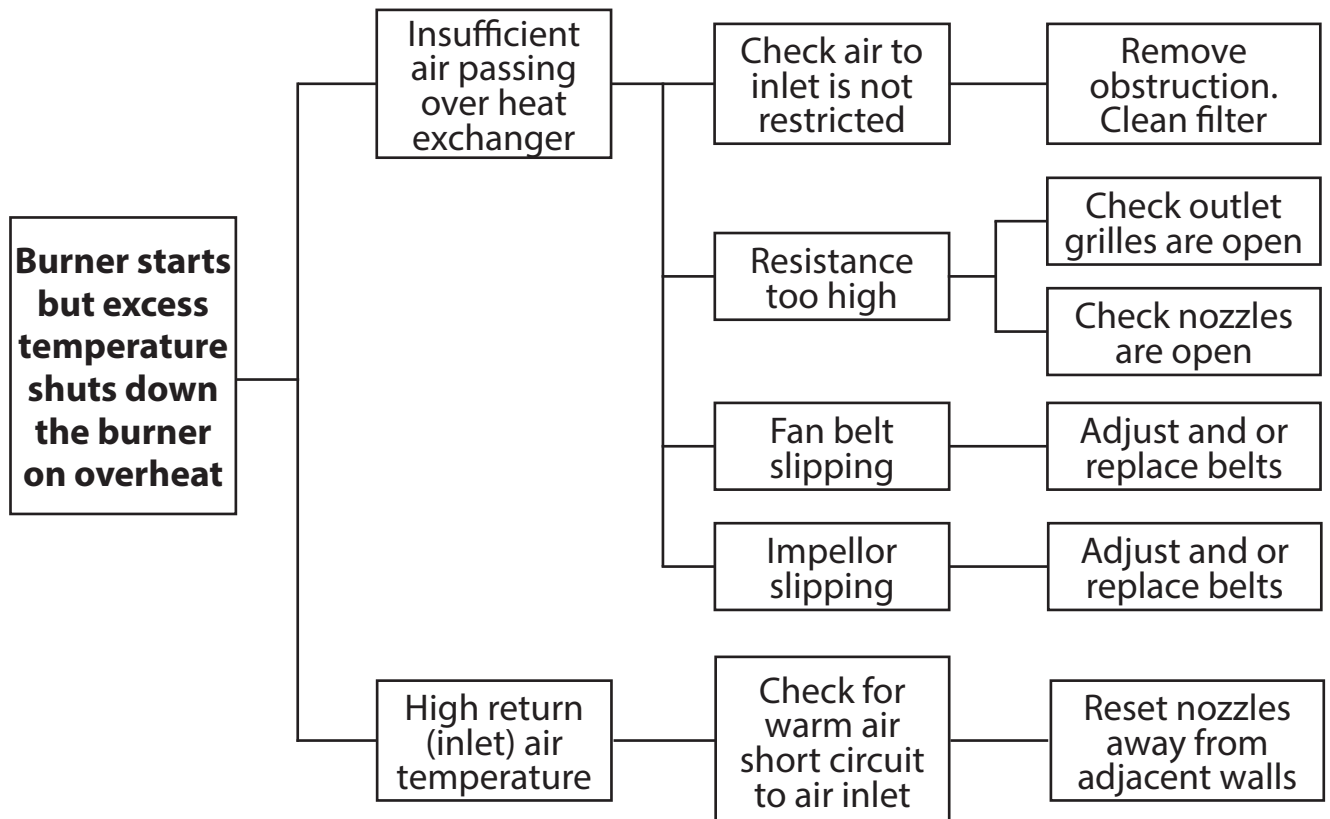 Burner starts
but excess
temperature
shuts down
the burner
on overheat
Insufficient
air passing
over heat
exchanger
Check air to
inlet is not
restricted
Remove
obstruction.
Clean filter
Resistance
too high
Check outlet
grilles are open
Check nozzles
are open
Fan belt
slipping
Adjust and or
replace belts
Impellor
slipping
Adjust and or
replace belts
High return
(inlet) air
temperature
Check for
warm air
short circuit
to air inlet
Reset nozzles
away from
adjacent walls